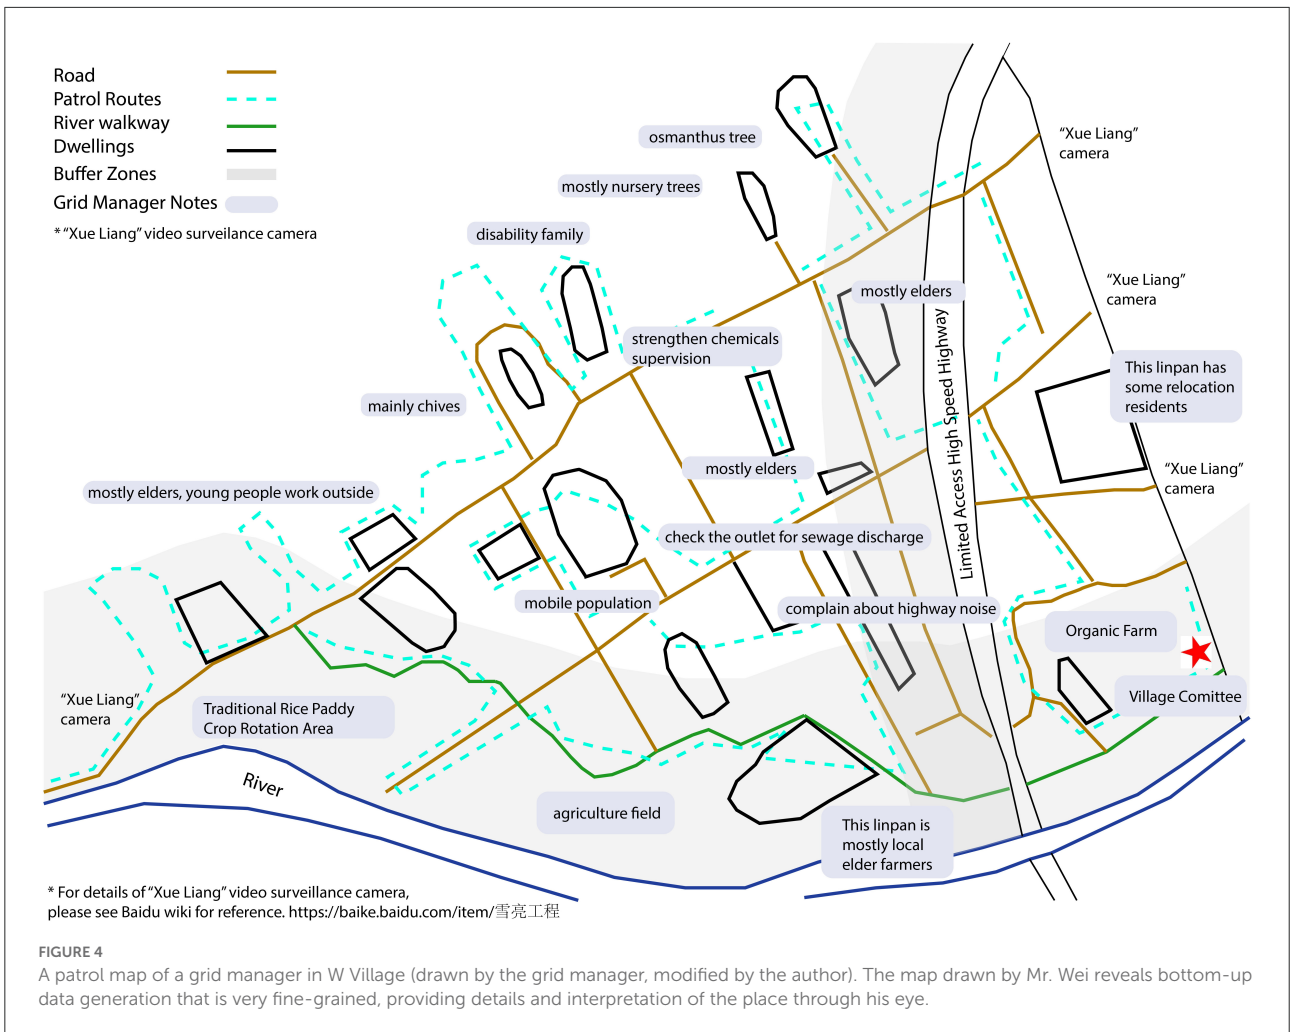 Road
Patrol Routes
River walkway
Dwellings
Buffer Zones
Grid Manager Notes
* “Xue Liang” video surveilance camera
osmanthus tree
mostly nursery trees
disability family
“Xue Liang”
camera
“Xue Liang”
camera
mostly elders
strengthen chemicals
supervision
This linpan has
some relocation
residents
mainly chives
Limited Access High Speed Highway
mostly elders
“Xue Liang”
camera
mostly elders, young people work outside
check the outlet for sewage discharge
mobile population
complain about highway noise
Organic Farm
Village Comittee
“Xue Liang”
camera
Traditional Rice Paddy
Crop Rotation Area
River
agriculture field
This linpan is
mostly local
elder farmers
* For details of “Xue Liang” video surveillance camera,
please see Baidu wiki for reference. https://baike.baidu.com/item/雪亮工程
FIGURE 4
A patrol map of a grid manager in W Village (drawn by the grid manager, modified by the author). The map drawn by Mr. Wei reveals bottom-up
data generation that is very fine-grained, providing details and interpretation of the place through his eye.